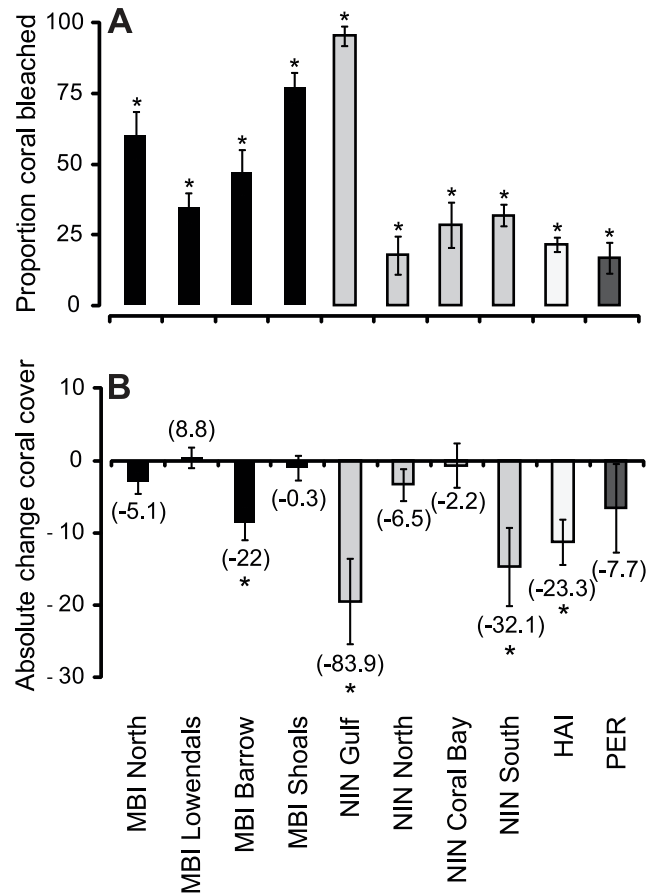 A
Proportion coral bleached
100
75
50
25
0
* * * * * * * * * *
B
Absolute change coral cover
10
0
- 10
- 20
- 30
(-5.1)
(8.8)
(-22)
*
(-0.3)
(-83.9)
*
(-6.5)
(-2.2)
(-32.1)
*
(-23.3)
*
(-7.7)
MBI North
MBI Lowendals
MBI Barrow
MBI Shoals
NIN Gulf
NIN North
NIN Coral Bay
NIN South
HAI
PER